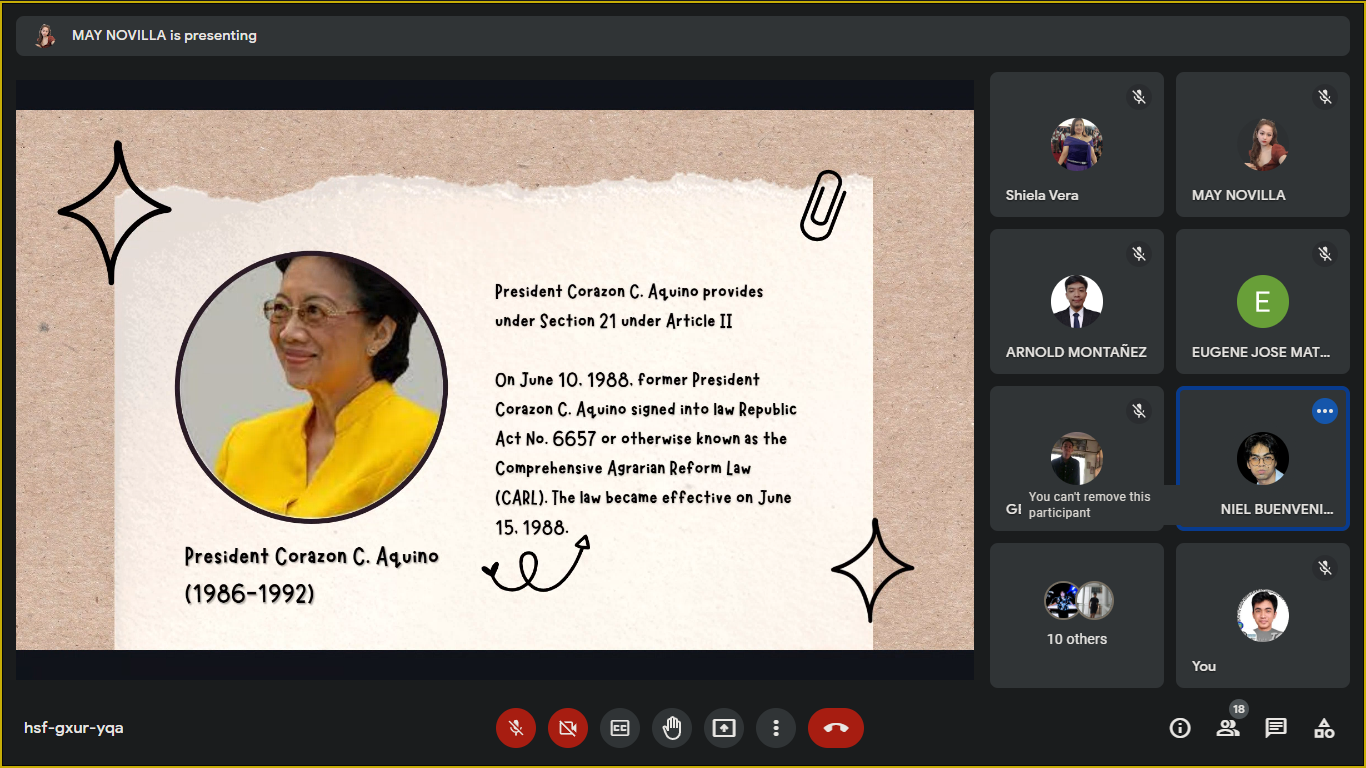 MAY NOVILLA is presenting
President Corazon C. Aquino provides
under Section 21 under Article II
On June 10, 1988, former President
Corazon C. Aquino signed into law Republic
Act No. 6657 or otherwise known as the
Comprehensive Agrarian Reform Law
(CARL). The law became effective on June
15, 1988.
President Corazon C. Aquino
(1986-1992)
Shiela Vera
MAY NOVILLA
ARNOLD MONTAÑEZ
E
EUGENE JOSE MAT...
GI
You can't remove this
participant
NIEL BUENVENI...
10 others
You
hsf-gxur-yqa
CC
18